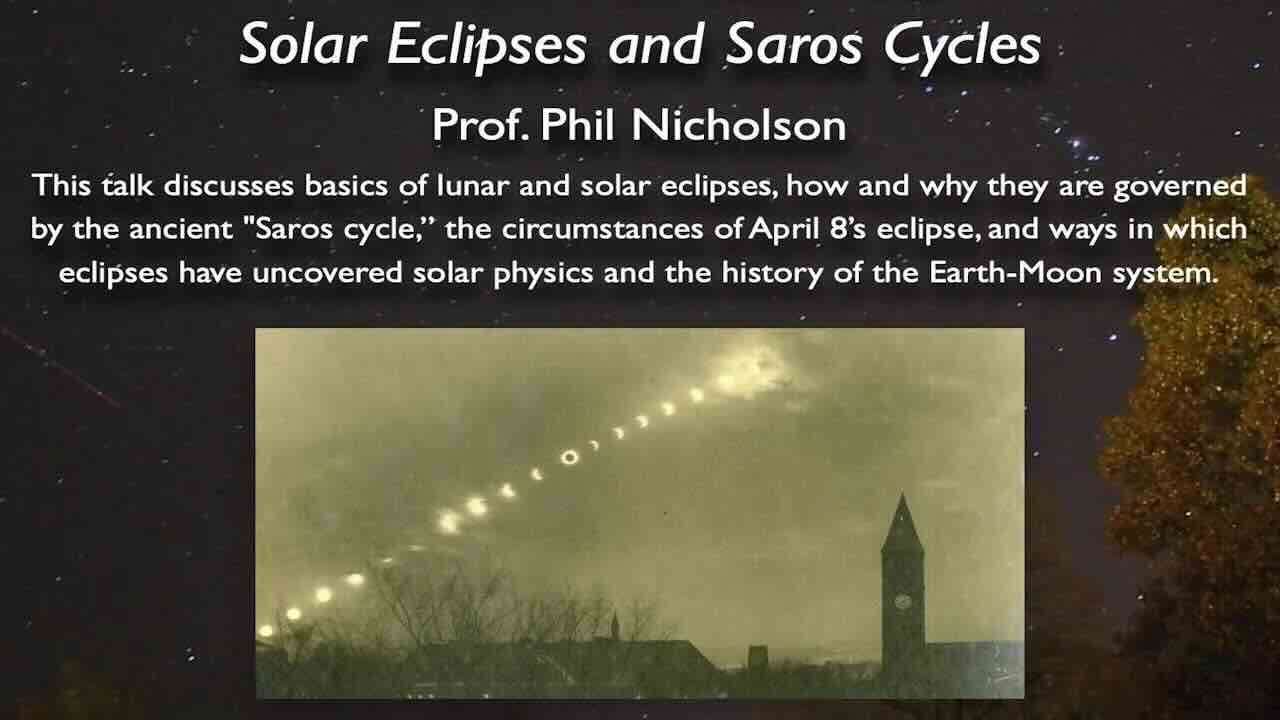 Solar Eclipses and Saros Cycles
Prof. Phil Nicholson
This talk discusses basics of lunar and solar eclipses, how and why they are governed
by the ancient "Saros cycle,” the circumstances of April 8’s eclipse, and ways in which
eclipses have uncovered solar physics and the history of the Earth-Moon system.